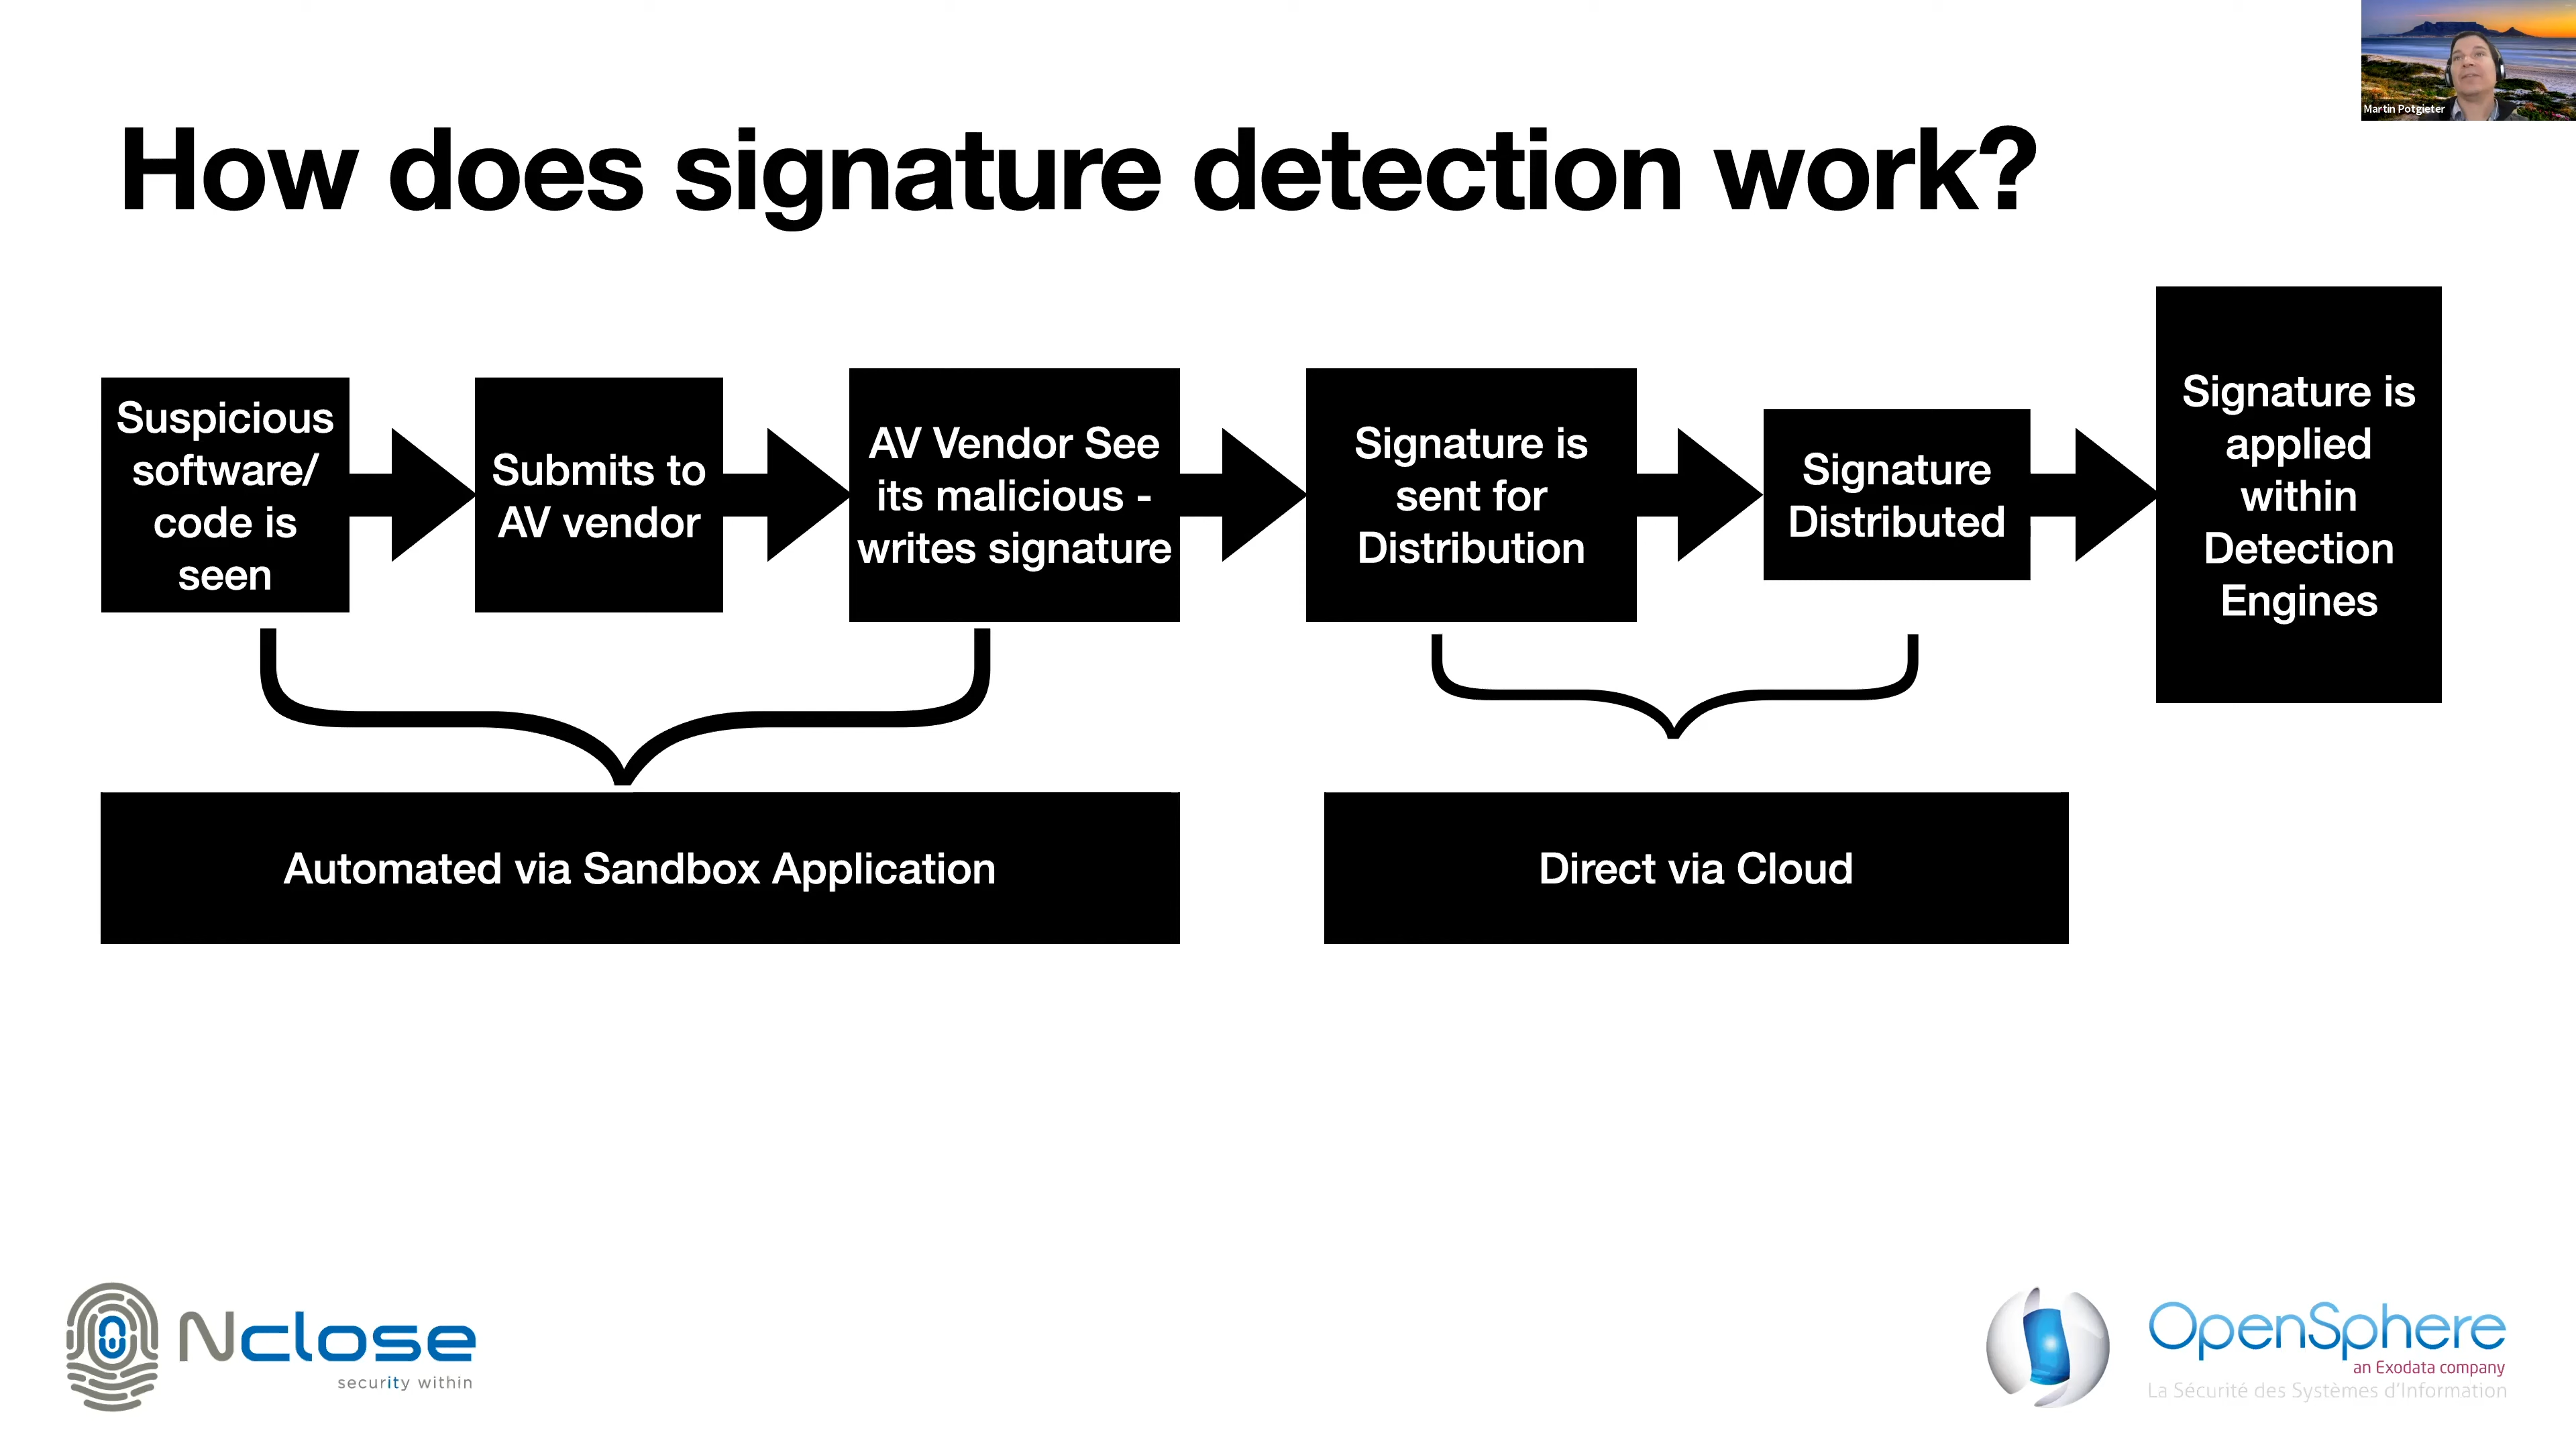 Martin Potgieter
How does signature detection work?
Suspicious
software/
code is
seen
Submits to
AV vendor
AV Vendor See
its malicious -
writes signature
Signature is
sent for
Distribution
Signature
Distributed
Signature is
applied
within
Detection
Engines
Automated via Sandbox Application
Direct via Cloud
Nclose
security within
OpenSphere
an Exodata company
La Sécurité des Systèmes d'Information